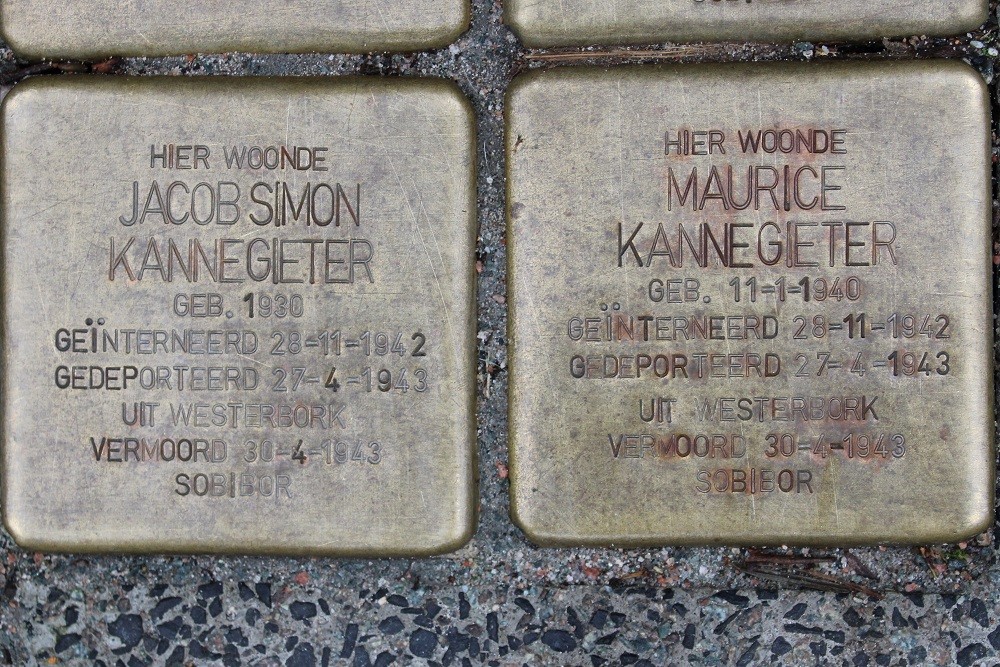 HIER WOONDE
JACOB SIMON
KANNEGIETER
GEB. 1930
GEÏNTERNEERD 28-11-1942
GEDEPORTEERD 27-4-1943
UIT WESTERBORK
VERMOORD 30-4-1943
SOBIBOR
HIER WOONDE
MAURICE
KANNEGIETER
GEB. 11-1-1940
GEÏNTERNEERD 28-11-1942
GEDEPORTEERD 27-4-1943
UIT WESTERBORK
VERMOORD 30-4-1943
SOBIBOR